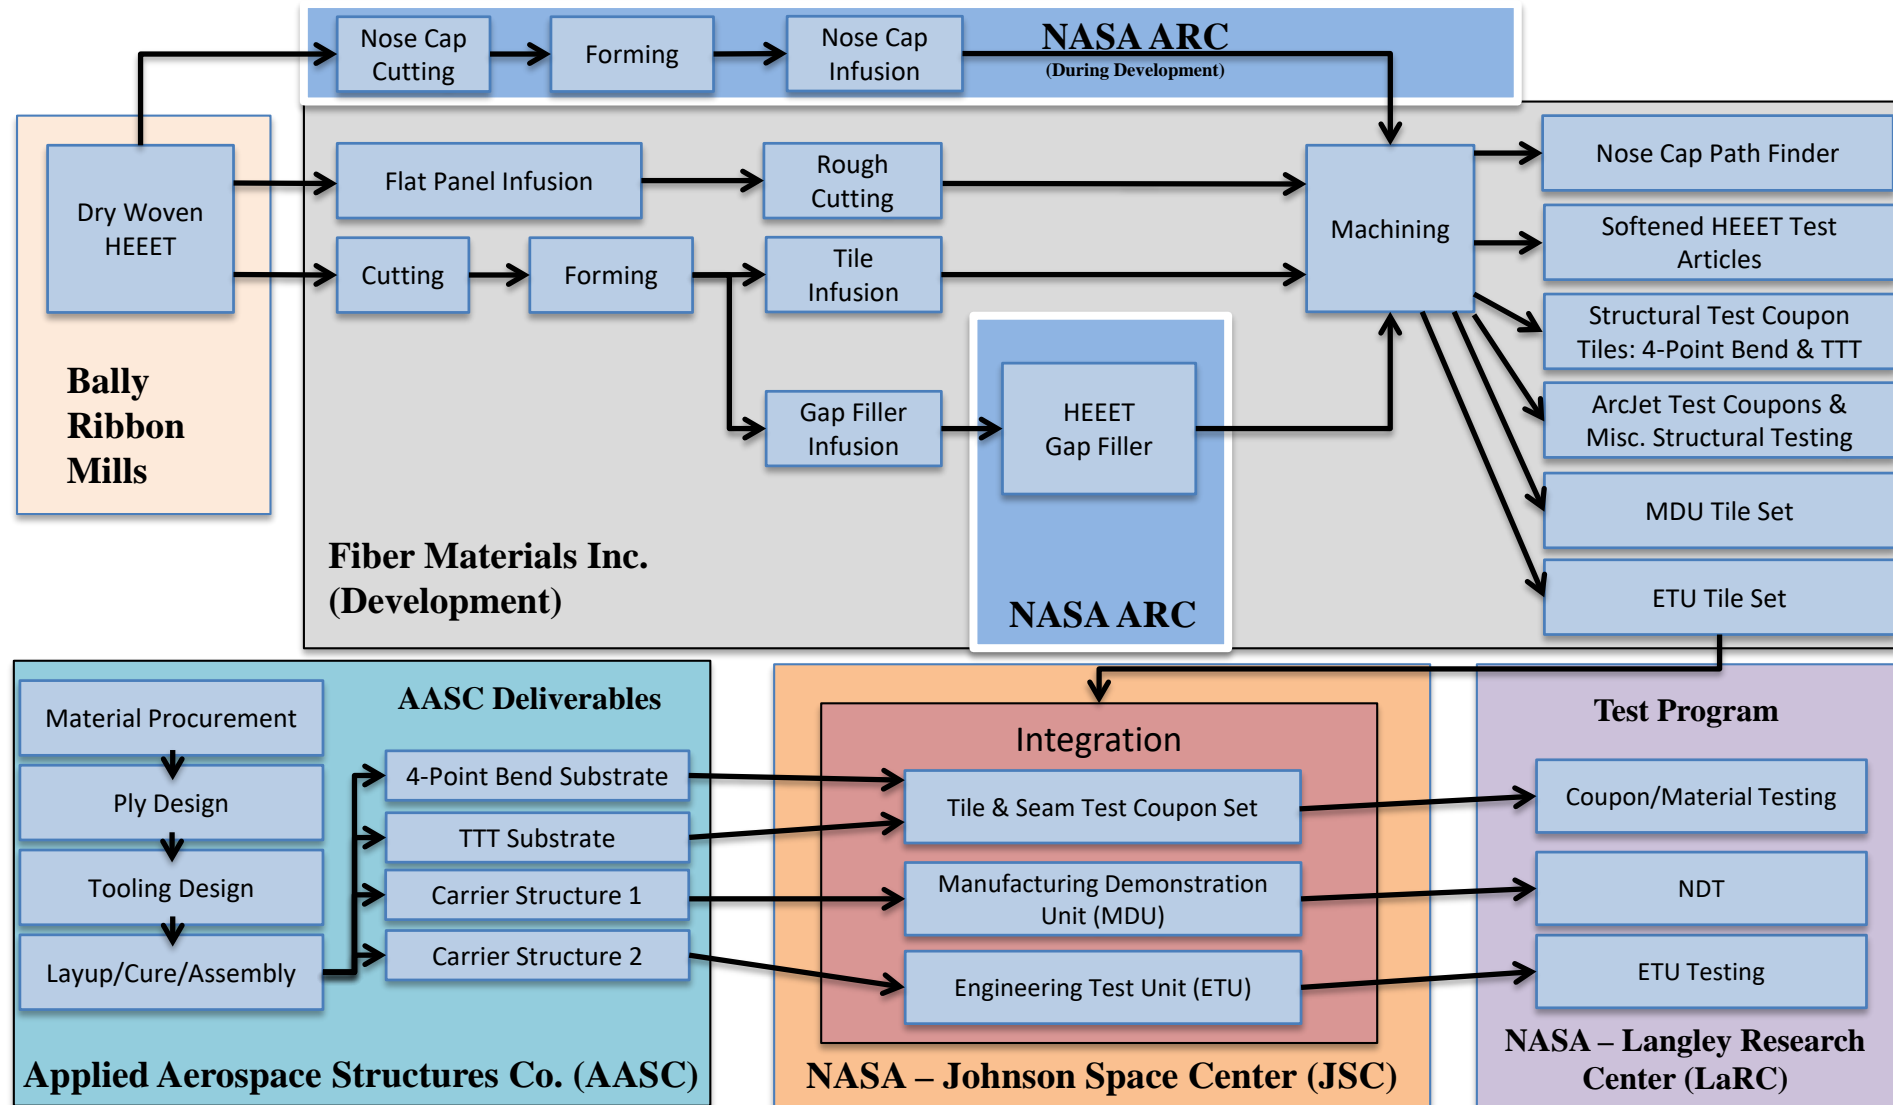 Nose Cap
Cutting
Forming
Nose Cap
Infusion
NASA ARC
(During Development)
Dry Woven
HEEET
Bally
Ribbon
Mills
Flat Panel Infusion
Rough
Cutting
Cutting
Forming
Tile
Infusion
Gap Filler
Infusion
HEEET
Gap Filler
NASA ARC
Machining
Nose Cap Path Finder
Softened HEEET Test
Articles
Structural Test Coupon
Tiles: 4-Point Bend & TTT
ArcJet Test Coupons &
Misc. Structural Testing
MDU Tile Set
ETU Tile Set
Fiber Materials Inc.
(Development)
Material Procurement
Ply Design
Tooling Design
Layup/Cure/Assembly
AASC Deliverables
4-Point Bend Substrate
TTT Substrate
Carrier Structure 1
Carrier Structure 2
Applied Aerospace Structures Co. (AASC)
Integration
Tile & Seam Test Coupon Set
Manufacturing Demonstration
Unit (MDU)
Engineering Test Unit (ETU)
NASA – Johnson Space Center (JSC)
Test Program
Coupon/Material Testing
NDT
ETU Testing
NASA – Langley Research
Center (LaRC)